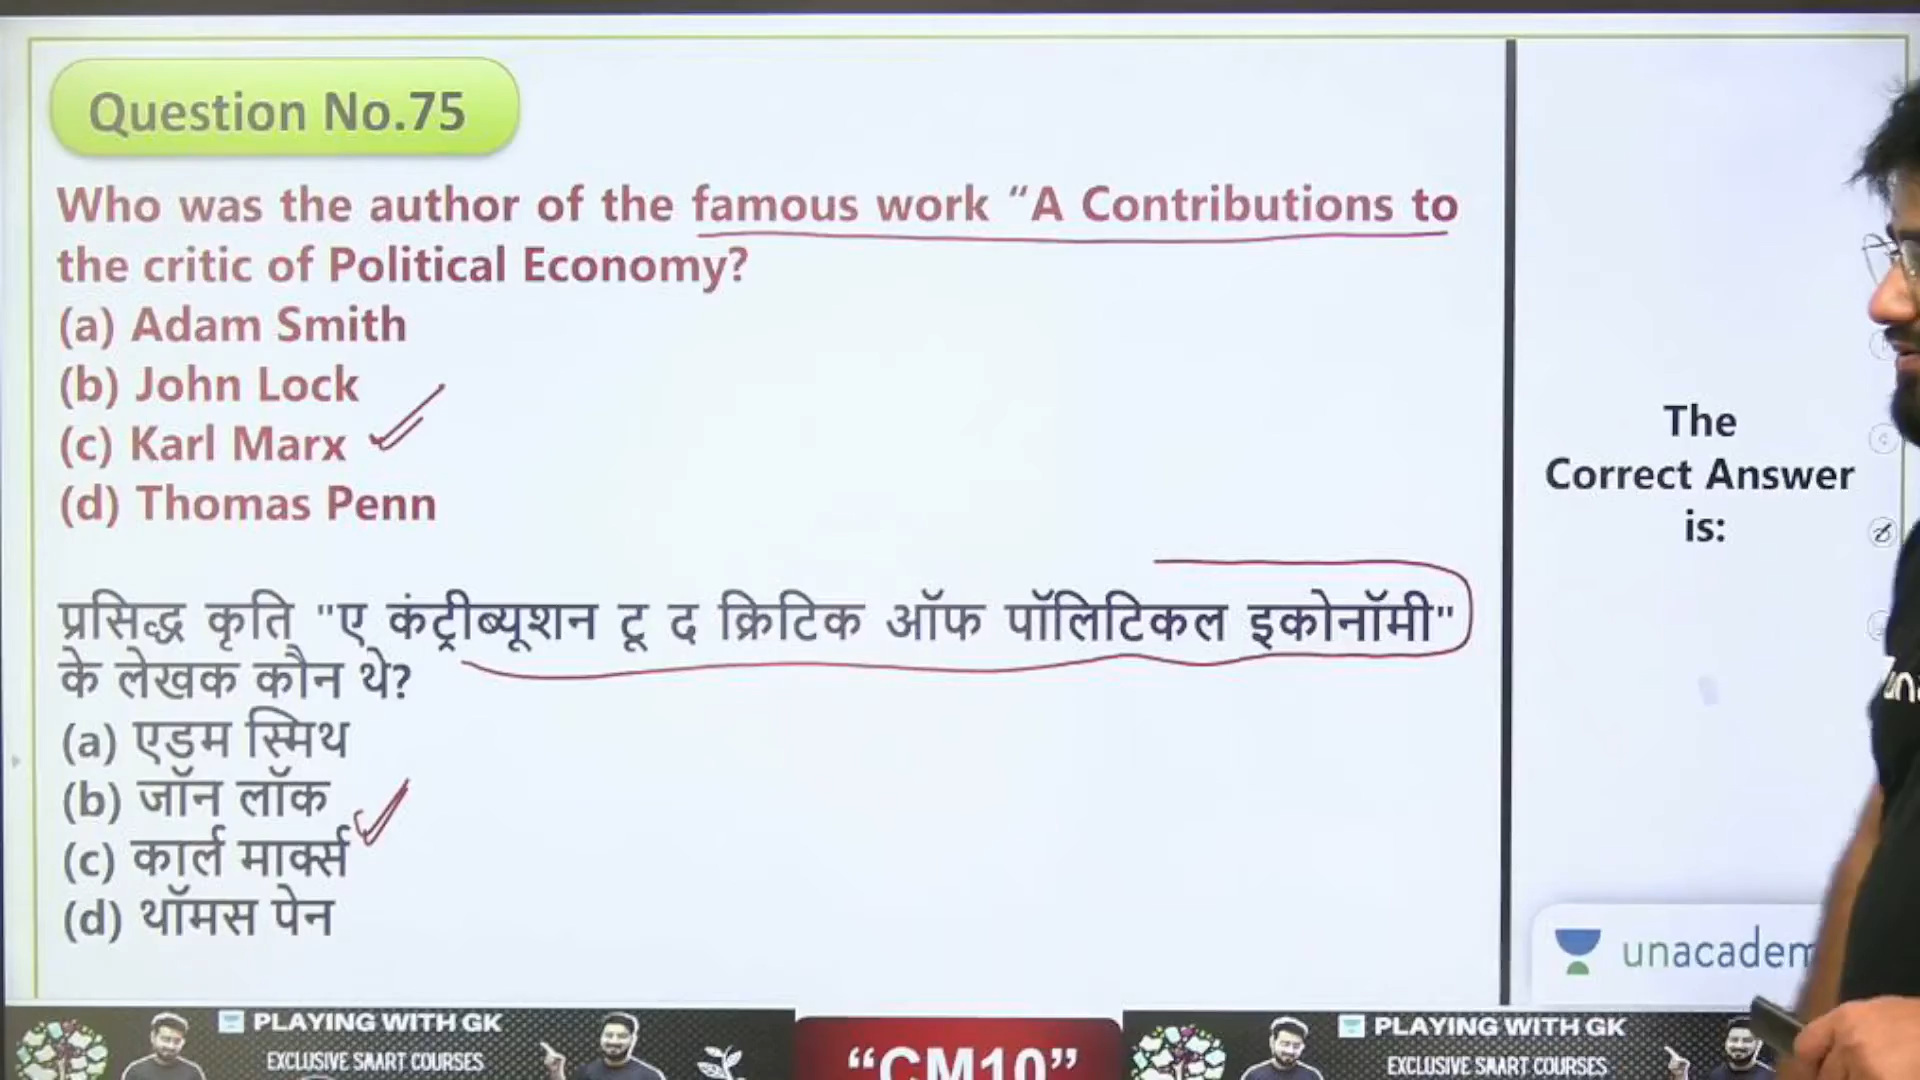 Question No.75
Who was the author of the famous work “A Contributions to
the critic of Political Economy?
(a) Adam Smith
(b) John Lock
(c) Karl Marx
(d) Thomas Penn
प्रसिद्ध कृति "ए कंट्रीब्यूशन टू द क्रिटिक ऑफ पॉलिटिकल इकोनॉमी"
के लेखक कौन थे?
(a) एडम स्मिथ
(b) जॉन लॉक
(c) कार्ल मार्क्स
(d) थॉमस पेन
The
Correct Answer
is:
unacadem
PLAYING WITH GK
EXCLUSIVE SMART COURSES
“CM10”
PLAYING WITH GK
EXCLUSIVE SMART COURSES